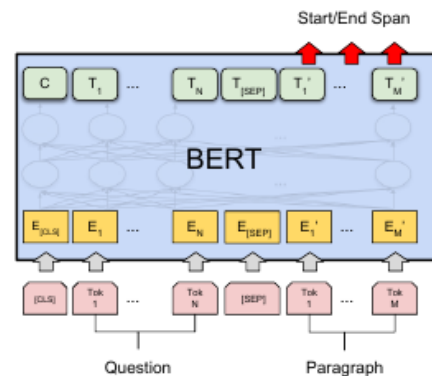 Start/End Span
C T1 ... TN T[SEP] T1' ... TM'
...
BERT
...
E[CLS] E1 ... EN E[SEP] E1' ... EM'
[CLS] Tok 1 ... Tok N [SEP] Tok 1 ... Tok M
Question Paragraph